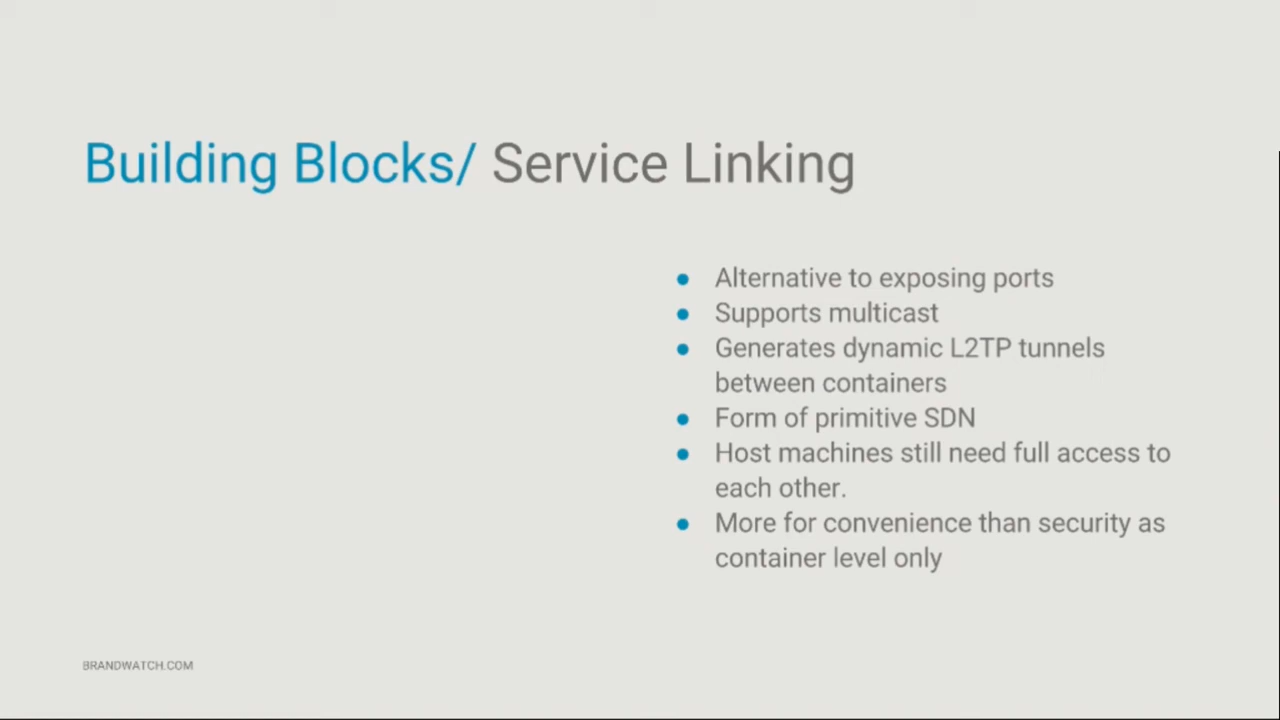 Building Blocks/ Service Linking
● Alternative to exposing ports
● Supports multicast
● Generates dynamic L2TP tunnels
between containers
● Form of primitive SDN
● Host machines still need full access to
each other.
● More for convenience than security as
container level only
BRANDWATCH.COM